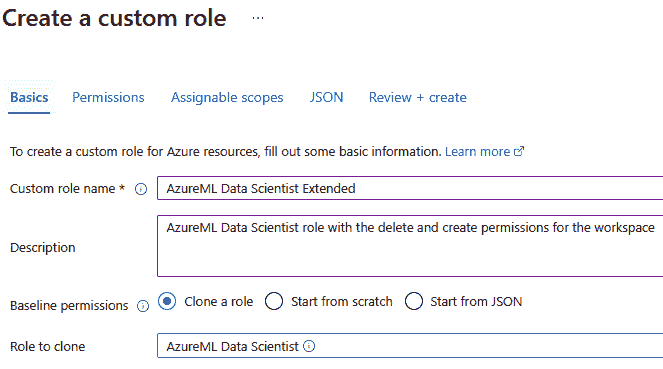 Create a custom role ...
Basics Permissions Assignable scopes JSON Review + create
To create a custom role for Azure resources, fill out some basic information. Learn more
Custom role name * AzureML Data Scientist Extended
AzureML Data Scientist role with the delete and create permissions for the workspace
Description
Baseline permissions Clone a role Start from scratch Start from JSON
Role to clone AzureML Data Scientist